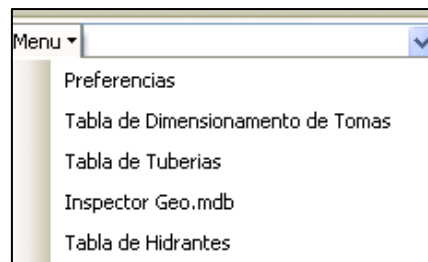 Menu
Preferencias
Tabla de Dimensionamento de Tomas
Tabla de Tuberias
Inspector Geo.mdb
Tabla de Hidrantes